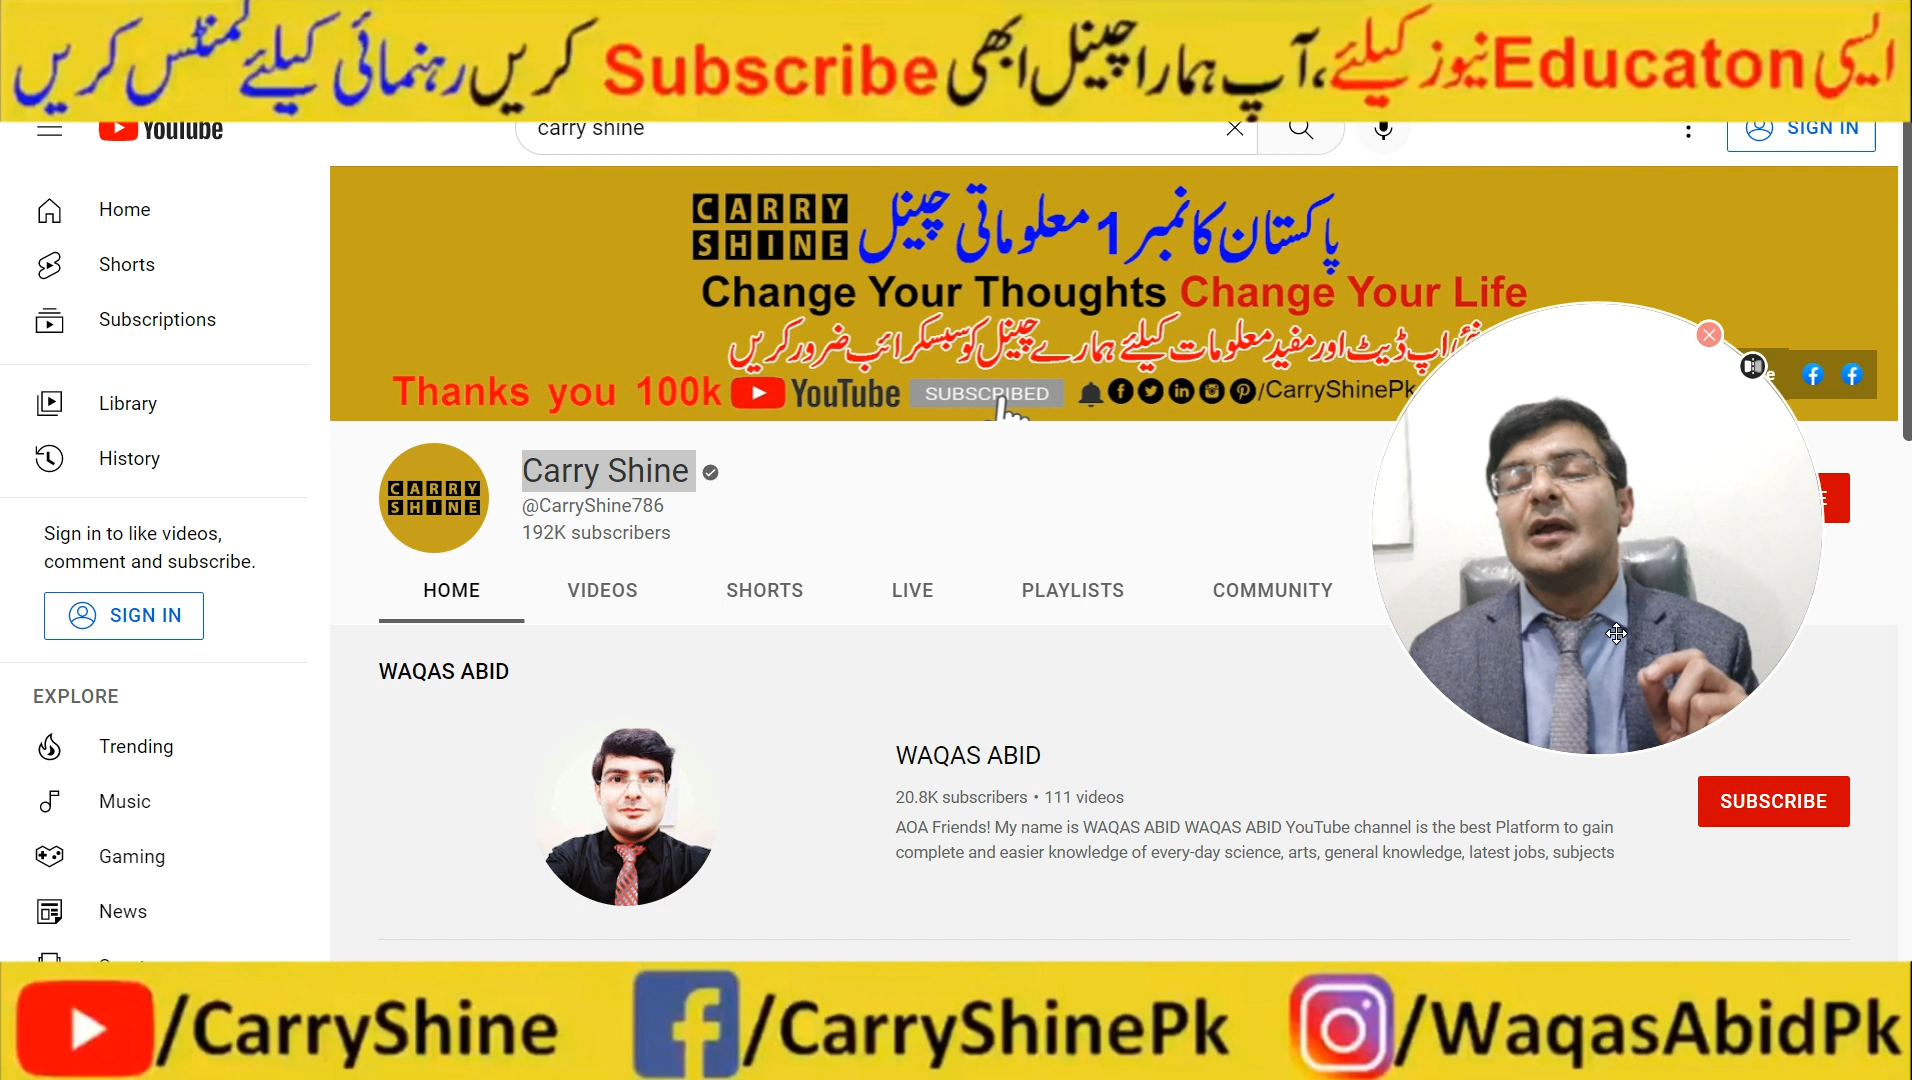 ایسی Educaton نیوز کیلئے، آپ ہمارا چینل ابھی Subscribe کریں رہنمائی کیلئے کمنٹس کریں
YouTube
carry shine
SIGN IN
Home
Shorts
Subscriptions
Library
History
Sign in to like videos,
comment and subscribe.
SIGN IN
EXPLORE
Trending
Music
Gaming
News
CARRY
SHINE
پاکستان کا نمبر 1 معلوماتی چینل
Change Your Thoughts Change Your Life
اپ ڈیٹ اور مفید معلومات کیلئے ہمارے چینل کو سبسکرائب ضرور کریں
Thanks you 100k YouTube SUBSCRIBED /CarryShinePk
CARRY
SHINE
Carry Shine
@CarryShine786
192K subscribers
HOME VIDEOS SHORTS LIVE PLAYLISTS COMMUNITY
WAQAS ABID
WAQAS ABID
20.8K subscribers • 111 videos
AOA Friends! My name is WAQAS ABID WAQAS ABID YouTube channel is the best Platform to gain
complete and easier knowledge of every-day science, arts, general knowledge, latest jobs, subjects
SUBSCRIBE
/CarryShine /CarryShinePk /WaqasAbidPk